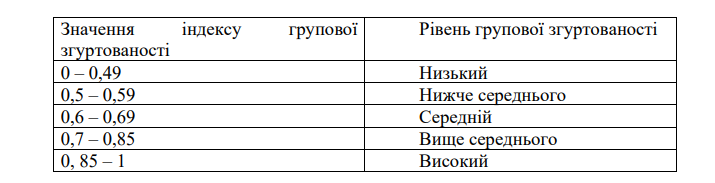 Значення індексу групової Рівень групової згуртованості
згуртованості
0 – 0,49 Низький
0,5 – 0,59 Нижче середнього
0,6 – 0,69 Середній
0,7 – 0,85 Вище середнього
0, 85 – 1 Високий